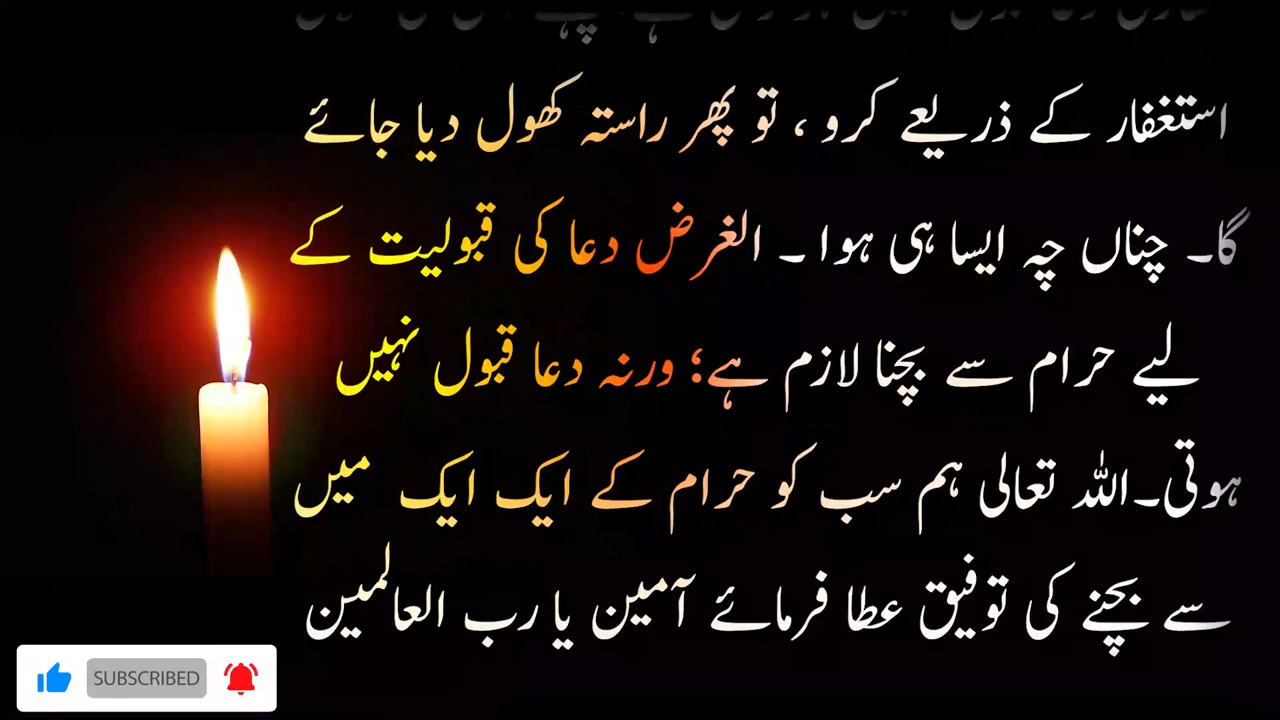 استغفار کے ذریعے کرو ، تو پھر راستہ کھول دیا جائے
گا۔ چناں چہ ایسا ہی ہوا ۔ الغرض دعا کی قبولیت کے
لیے حرام سے بچنا لازم ہے؛ ورنہ دعا قبول نہیں
ہوتی۔اللہ تعالی ہم سب کو حرام کے ایک ایک میں
سے بچنے کی توفیق عطا فرمائے آمین یا رب العالمین
SUBSCRIBED